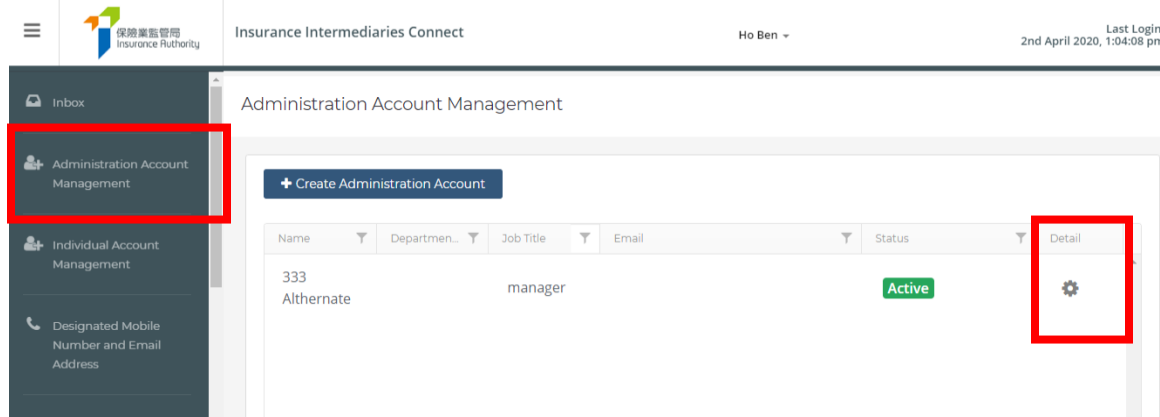 保險業監管局
Insurance Authority
Insurance Intermediaries Connect
Ho Ben
Last Login
2nd April 2020, 1:04:08 pm
Inbox
Administration Account
Management
Individual Account
Management
Designated Mobile
Number and Email
Address
Administration Account Management
+ Create Administration Account
Name
Departmen...
Job Title
Email
Status
Detail
333
Althernate
manager
Active